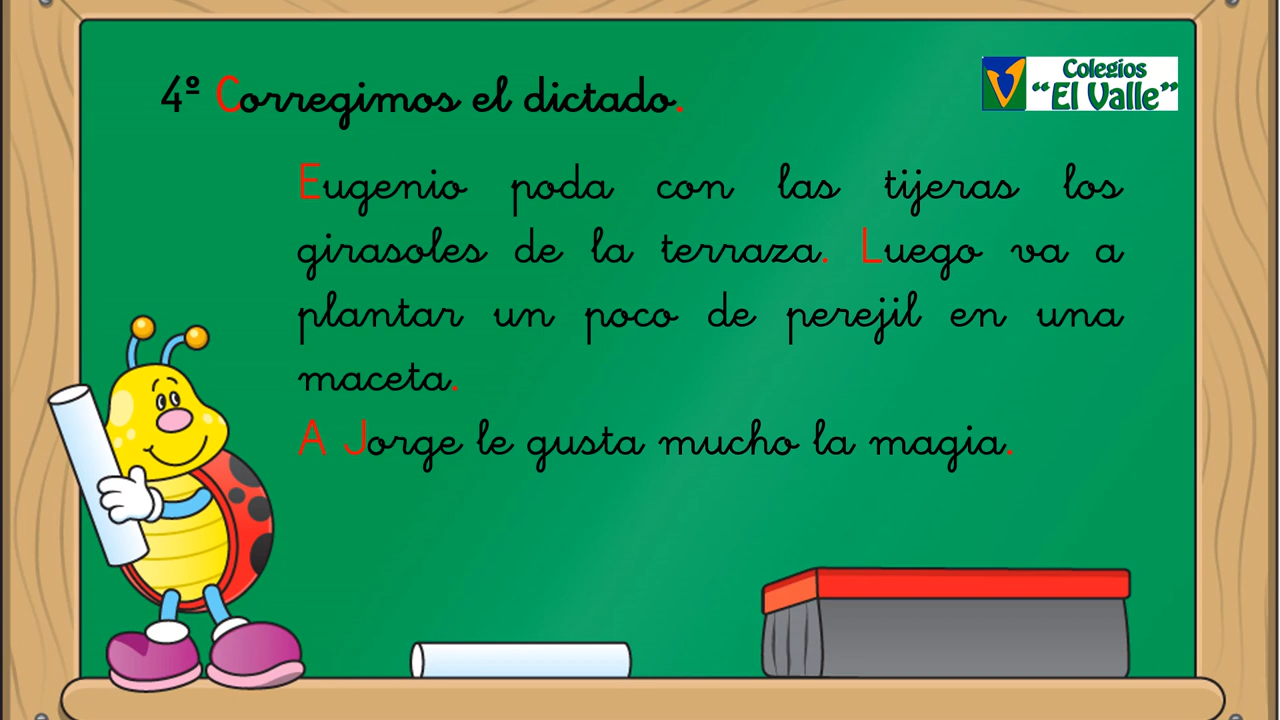 4º Corregimos el dictado.
Colegios
“El Valle”
Eugenio poda con las tijeras los
girasoles de la terraza. Luego va a
plantar un poco de perejil en una
maceta.
A Jorge le gusta mucho la magia.